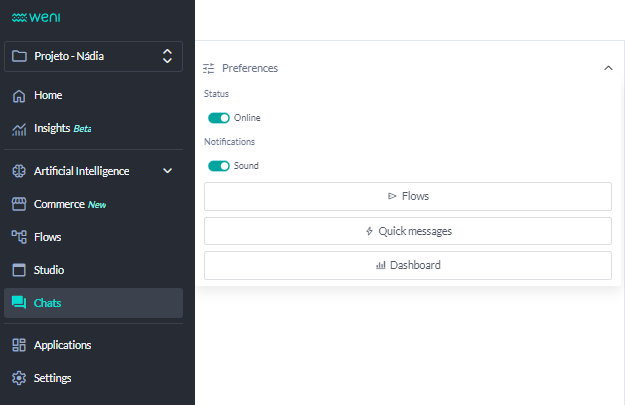 weni
Projeto - Nádia
Home
Insights Beta
Artificial Intelligence
Commerce New
Flows
Studio
Chats
Applications
Settings
Preferences
Status
Online
Notifications
Sound
Flows
Quick messages
Dashboard